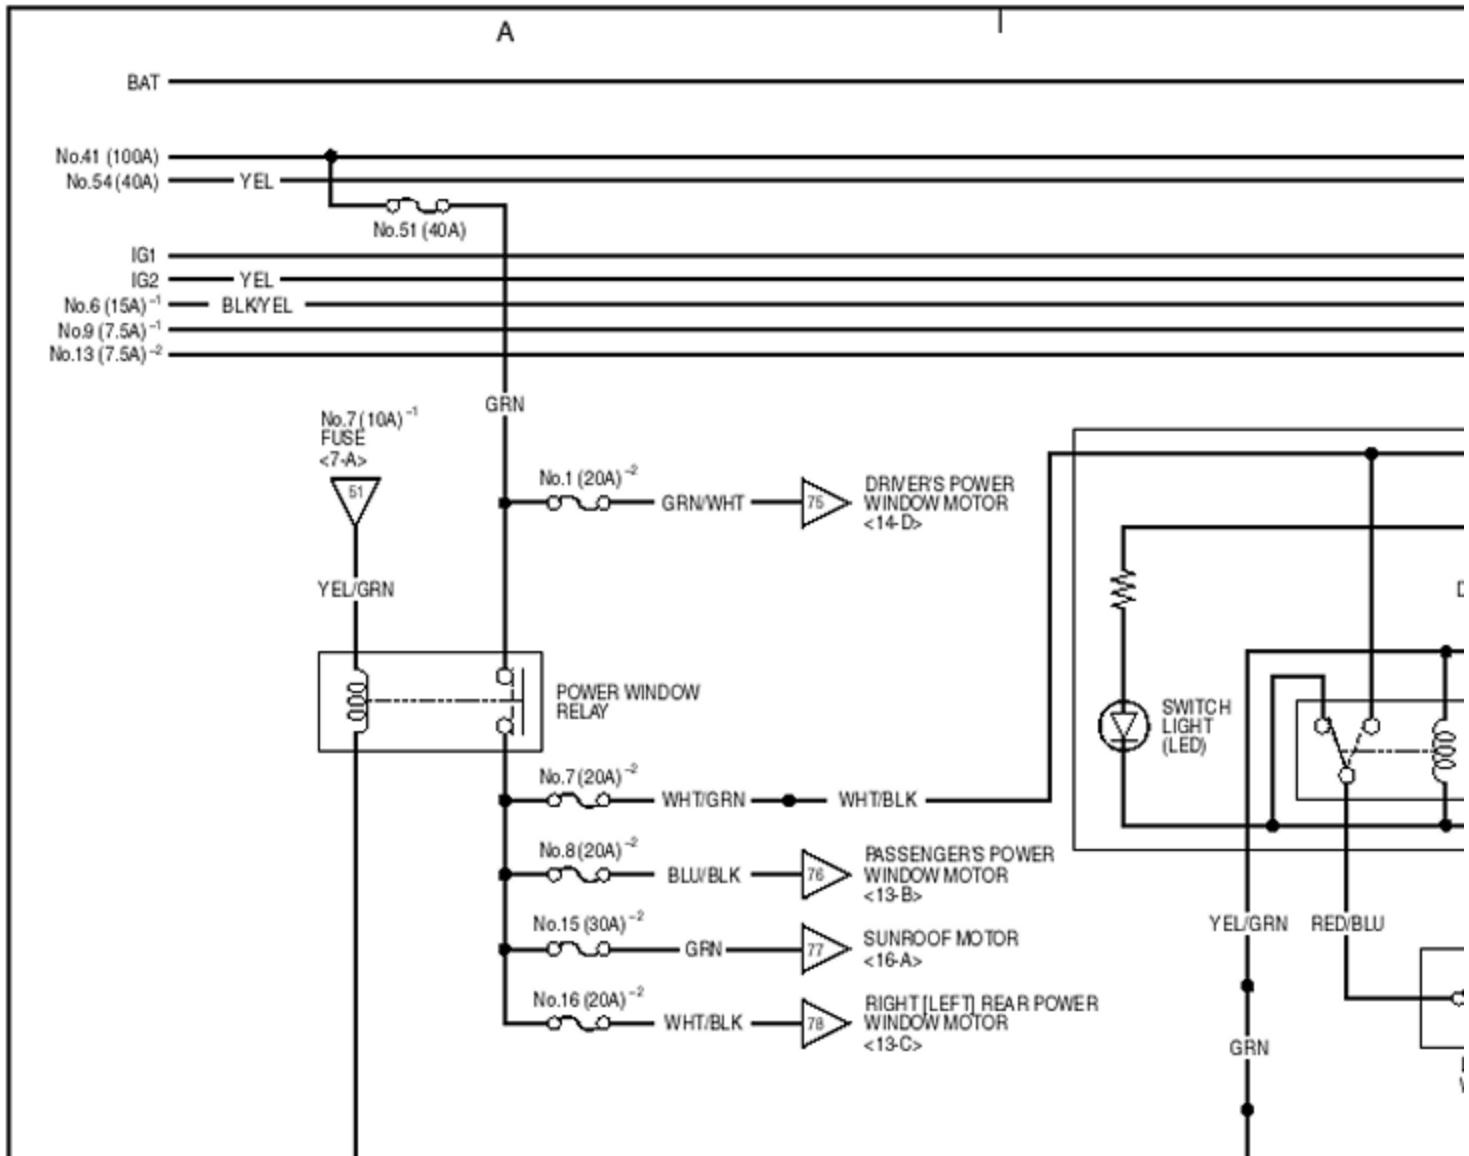 A
BAT
No.41 (100A)
No.54 (40A)
YEL
No.51 (40A)
IG1
IG2
YEL
No.6 (15A) -1
BLK/YEL
No.9 (7.5A) -1
No.13 (7.5A) -2
GRN
No.7 (10A) -1
FUSE
<7-A>
51
YEL/GRN
No.1 (20A) -2
GRN/WHT
75
DRIVER'S POWER
WINDOW MOTOR
<14-D>
POWER WINDOW
RELAY
SWITCH
LIGHT
(LED)
No.7 (20A) -2
WHT/GRN
WHT/BLK
No.8 (20A) -2
BLU/BLK
76
PASSENGER'S POWER
WINDOW MOTOR
<13-B>
No.15 (30A) -2
GRN
77
SUNROOF MOTOR
<16-A>
No.16 (20A) -2
WHT/BLK
78
RIGHT [LEFT] REAR POWER
WINDOW MOTOR
<13-C>
YEL/GRN
RED/BLU
GRN